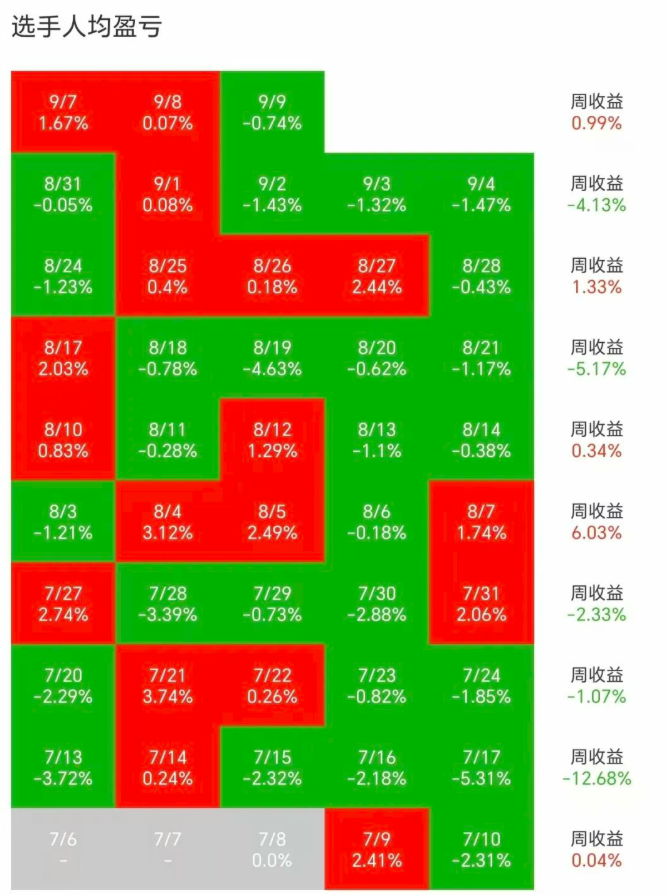 选手人均盈亏
9/7 9/8 9/9 周收益
1.67% 0.07% -0.74% 0.99%
8/31 9/1 9/2 9/3 9/4 周收益
-0.05% 0.08% -1.43% -1.32% -1.47% -4.13%
8/24 8/25 8/26 8/27 8/28 周收益
-1.23% 0.4% 0.18% 2.44% -0.43% 1.33%
8/17 8/18 8/19 8/20 8/21 周收益
2.03% -0.78% -4.63% -0.62% -1.17% -5.17%
8/10 8/11 8/12 8/13 8/14 周收益
0.83% -0.28% 1.29% -1.1% -0.38% 0.34%
8/3 8/4 8/5 8/6 8/7 周收益
-1.21% 3.12% 2.49% -0.18% 1.74% 6.03%
7/27 7/28 7/29 7/30 7/31 周收益
2.74% -3.39% -0.73% -2.88% 2.06% -2.33%
7/20 7/21 7/22 7/23 7/24 周收益
-2.29% 3.74% 0.26% -0.82% -1.85% -1.07%
7/13 7/14 7/15 7/16 7/17 周收益
-3.72% 0.24% -2.32% -2.18% -5.31% -12.68%
7/6 7/7 7/8 7/9 7/10 周收益
- - 0.0% 2.41% -2.31% 0.04%